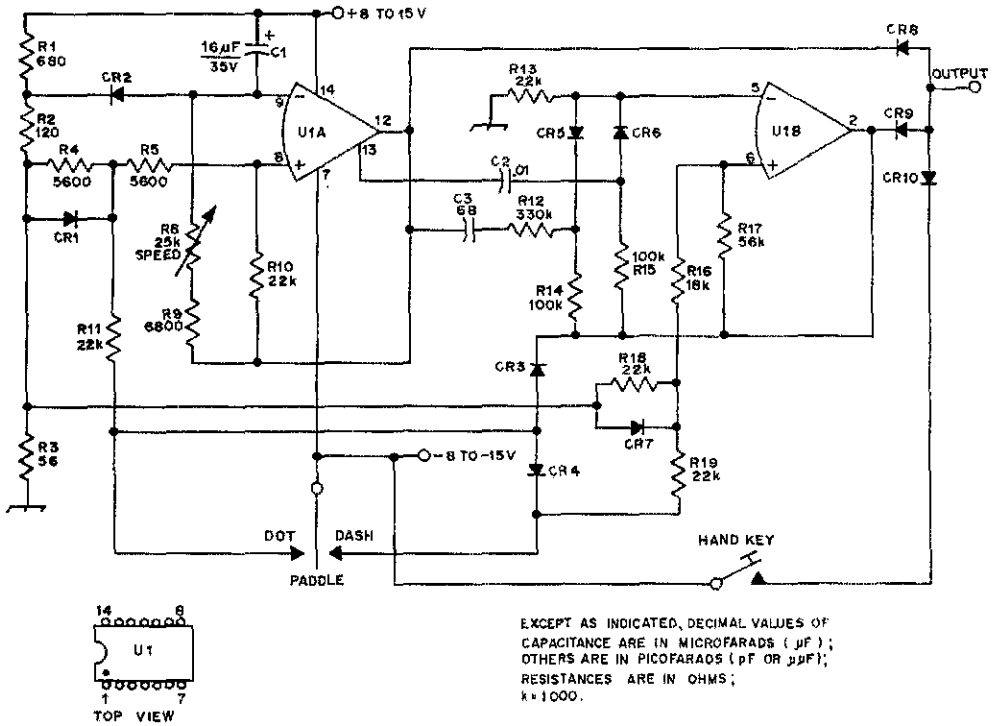 +8 TO 15 V
R1
680
16µF
35V
+
C1
CR2
CR8
R13
22k
OUTPUT
14
9
−
U1A
12
13
5
−
U1B
2
CR9
R2
120
CR5
CR6
R4
5600
R5
5600
8
+
7
6
+
C2
.01
CR10
C3
68
R12
330k
CR1
R6
25k
SPEED
R17
56k
R10
22k
100k
R15
R16
18k
R14
100k
R11
22k
R9
6800
CR3
R18
22k
R3
56
CR7
−8 TO−15V
CR4
R19
22k
DOT
DASH
HAND KEY
PADDLE
14
8
U1
1
7
TOP VIEW
EXCEPT AS INDICATED, DECIMAL VALUES OF
CAPACITANCE ARE IN MICROFARADS (µF);
OTHERS ARE IN PICOFARADS (pF OR µµF);
RESISTANCES ARE IN OHMS;
k=1000.